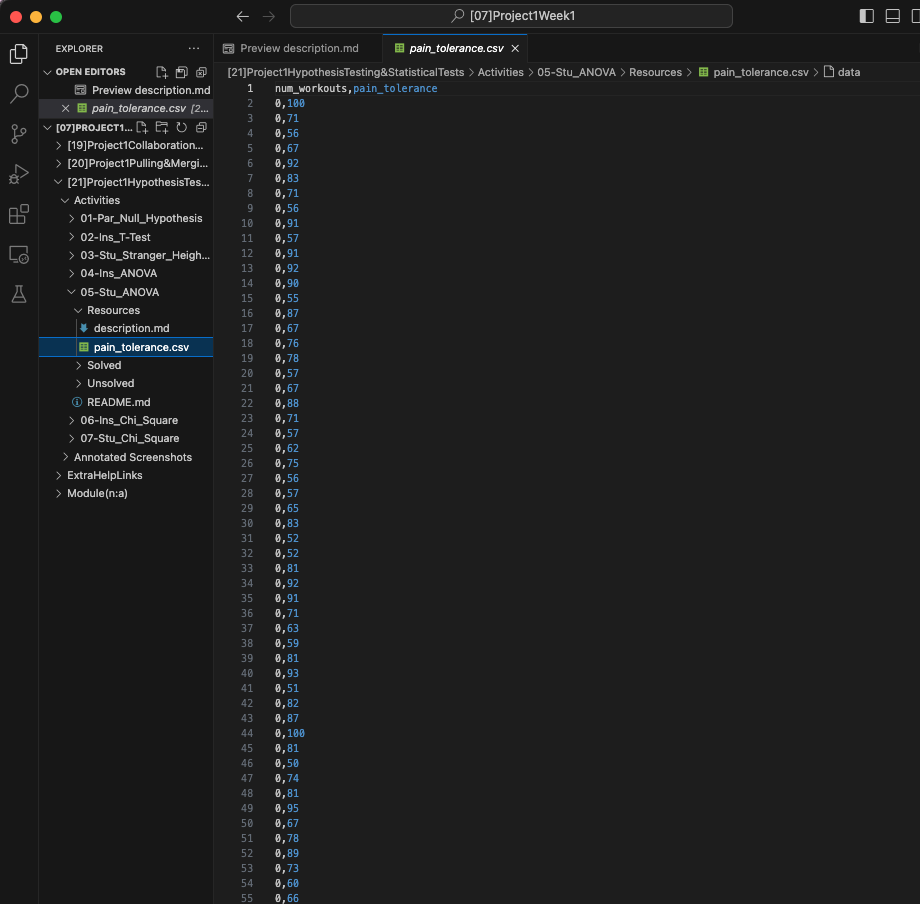 [07]Project1Week1
EXPLORER
OPEN EDITORS
Preview description.md
pain_tolerance.csv [2...
[07]PROJECT1...
[19]Project1Collaboration...
[20]Project1Pulling&Mergi...
[21]Project1HypothesisTes...
Activities
01-Par_Null_Hypothesis
02-Ins_T-Test
03-Stu_Stranger_Heigh...
04-Ins_ANOVA
05-Stu_ANOVA
Resources
description.md
pain_tolerance.csv
Solved
Unsolved
README.md
06-Ins_Chi_Square
07-Stu_Chi_Square
Annotated Screenshots
ExtraHelpLinks
Module(n:a)
Preview description.md
pain_tolerance.csv
[21]Project1HypothesisTesting&StatisticalTests > Activities > 05-Stu_ANOVA > Resources > pain_tolerance.csv > data
1 num_workouts,pain_tolerance
2 0,100
3 0,71
4 0,56
5 0,67
6 0,92
7 0,83
8 0,71
9 0,56
10 0,91
11 0,57
12 0,91
13 0,92
14 0,90
15 0,55
16 0,87
17 0,67
18 0,76
19 0,78
20 0,57
21 0,67
22 0,88
23 0,71
24 0,57
25 0,62
26 0,75
27 0,56
28 0,57
29 0,65
30 0,83
31 0,52
32 0,52
33 0,81
34 0,92
35 0,91
36 0,71
37 0,63
38 0,59
39 0,81
40 0,93
41 0,51
42 0,82
43 0,87
44 0,100
45 0,81
46 0,50
47 0,74
48 0,81
49 0,95
50 0,67
51 0,78
52 0,89
53 0,73
54 0,60
55 0,66